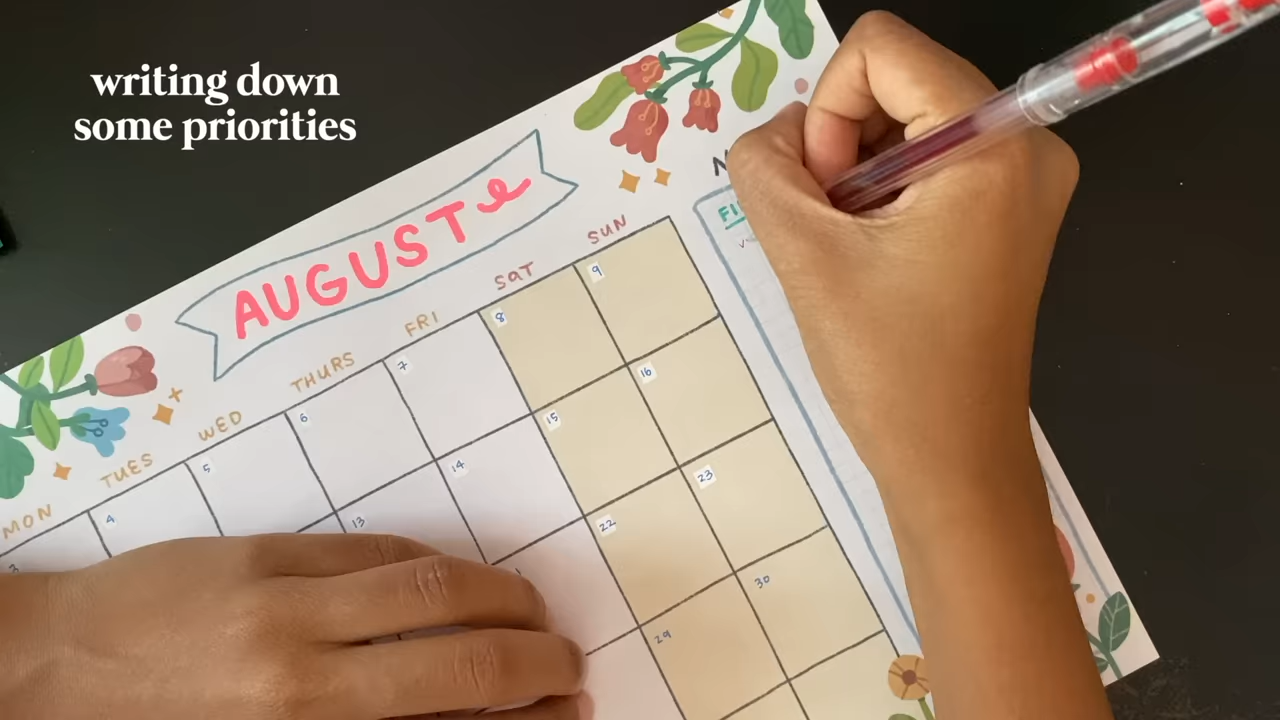 writing down
some priorities
AUGUST
MON TUES WED THURS FRI SAT SUN
3 4 5 6 7 8 9
13 14 15 16
22 23
29 30